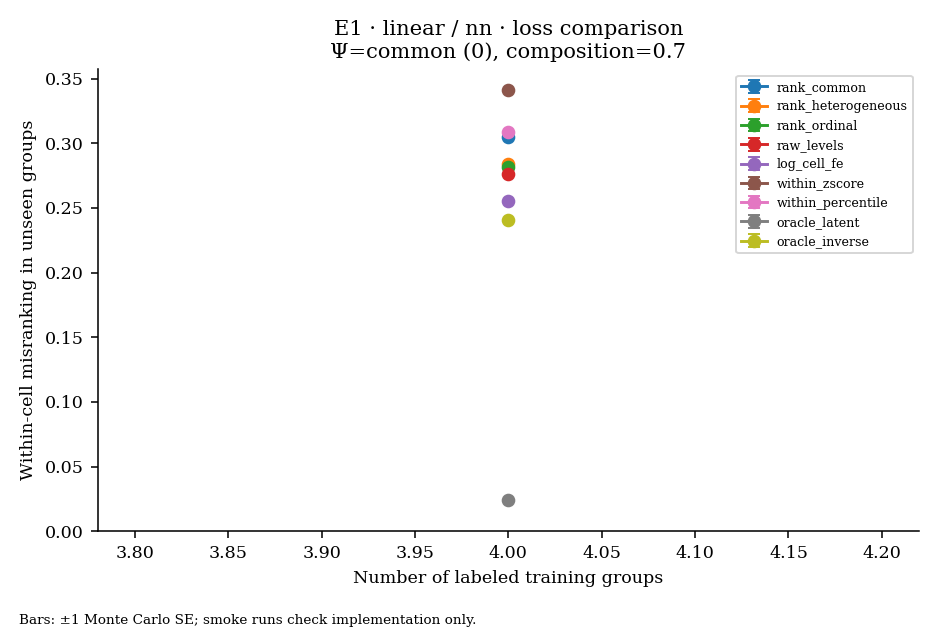 E1 · linear / nn · loss comparison
Ψ=common (0), composition=0.7
Within-cell misranking in unseen groups
0.35
0.30
0.25
0.20
0.15
0.10
0.05
0.00
rank_common
rank_heterogeneous
rank_ordinal
raw_levels
log_cell_fe
within_zscore
within_percentile
oracle_latent
oracle_inverse
3.80 3.85 3.90 3.95 4.00 4.05 4.10 4.15 4.20
Number of labeled training groups
Bars: ±1 Monte Carlo SE; smoke runs check implementation only.